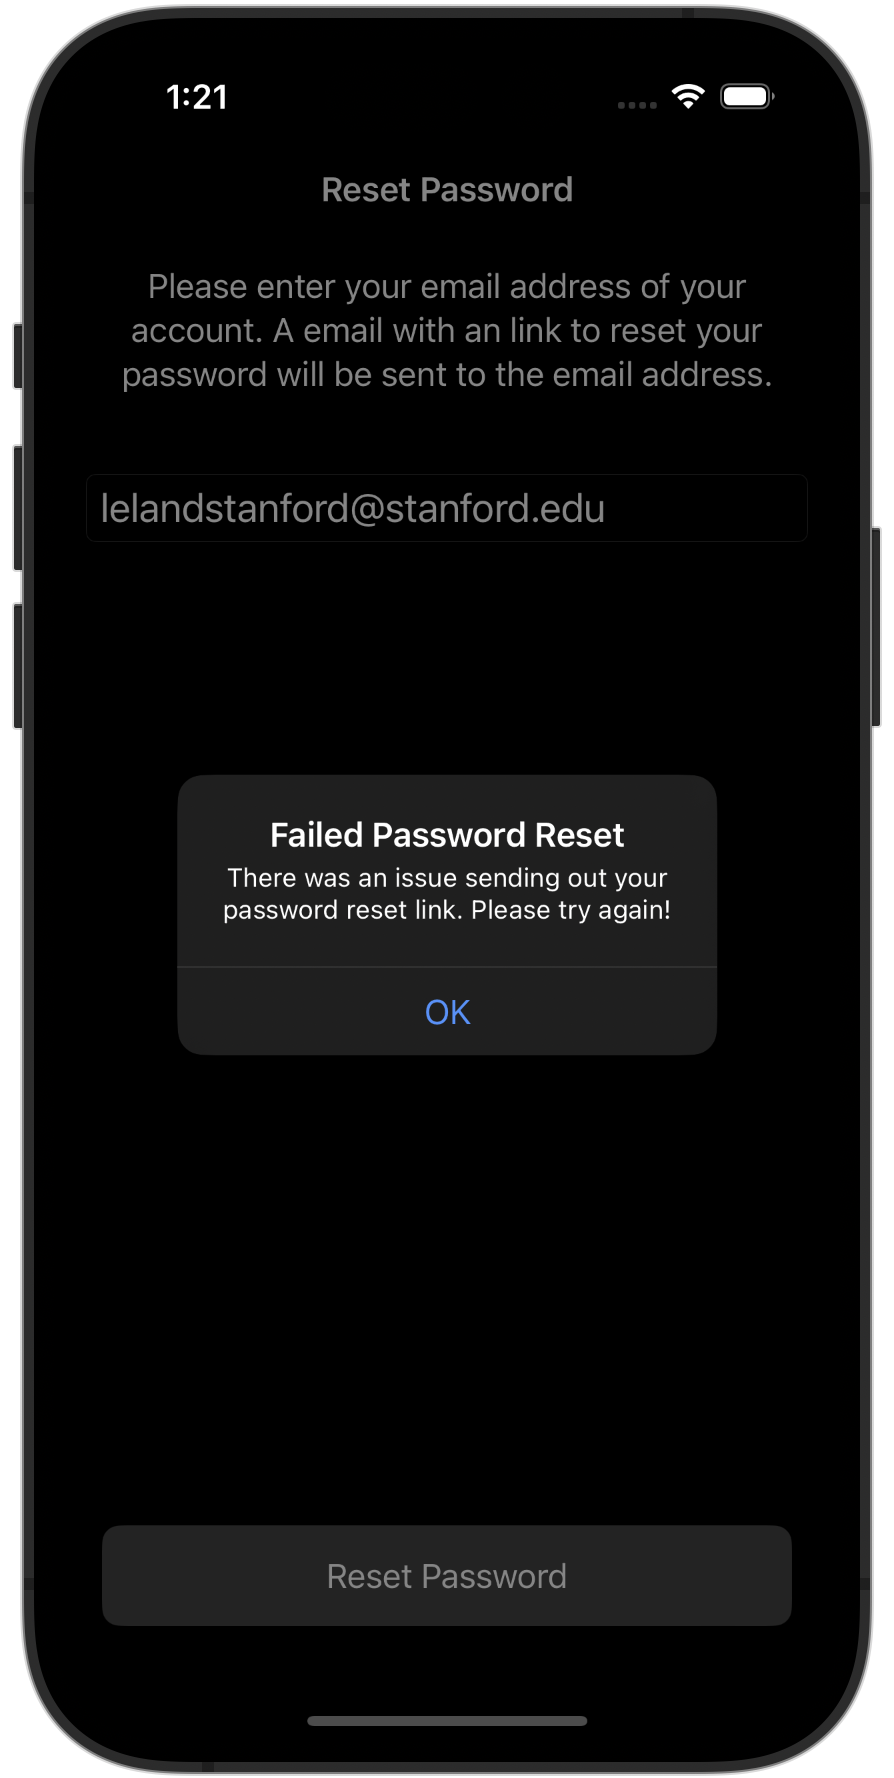 1:21
Reset Password
Please enter your email address of your
account. A email with an link to reset your
password will be sent to the email address.
lelandstanford@stanford.edu
Failed Password Reset
There was an issue sending out your
password reset link. Please try again!
OK
Reset Password